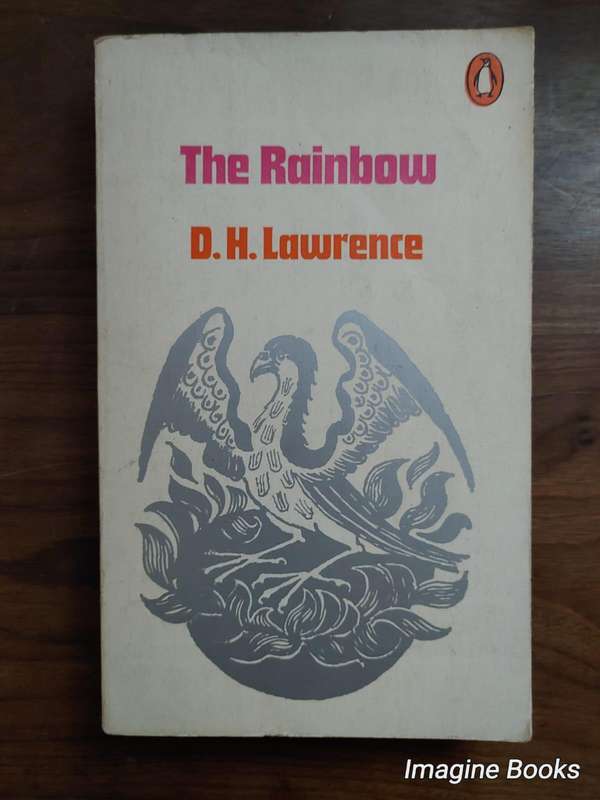 The Rainbow
D. H. Lawrence
Imagine Books